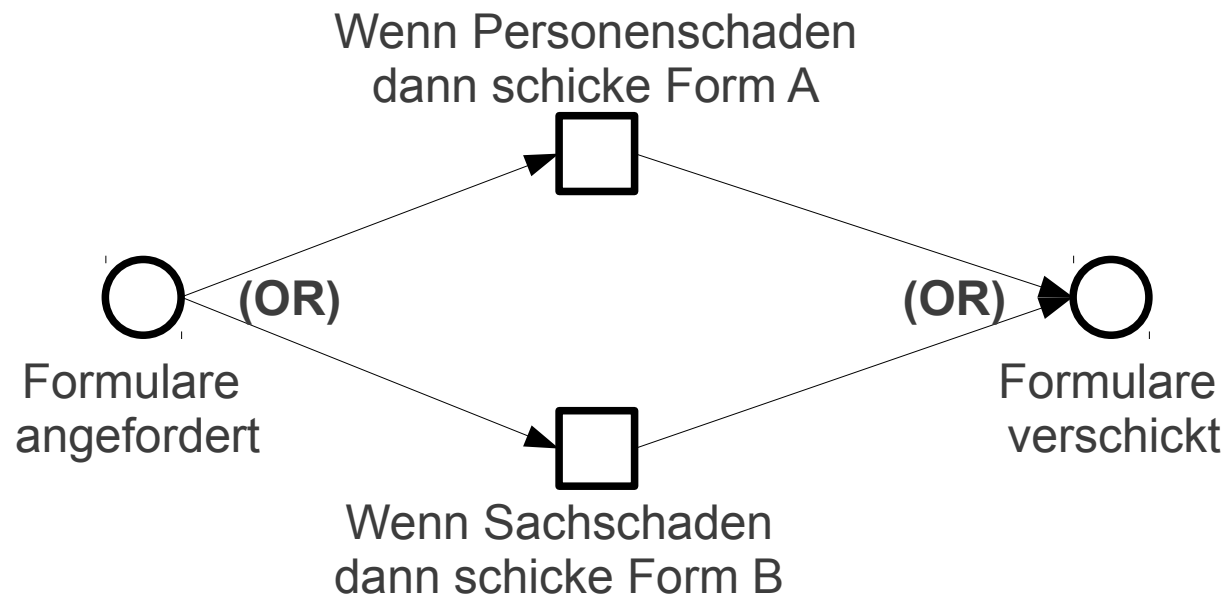 Wenn Personenschaden
dann schicke Form A
(OR)
(OR)
Formulare
angefordert
Formulare
verschickt
Wenn Sachschaden
dann schicke Form B